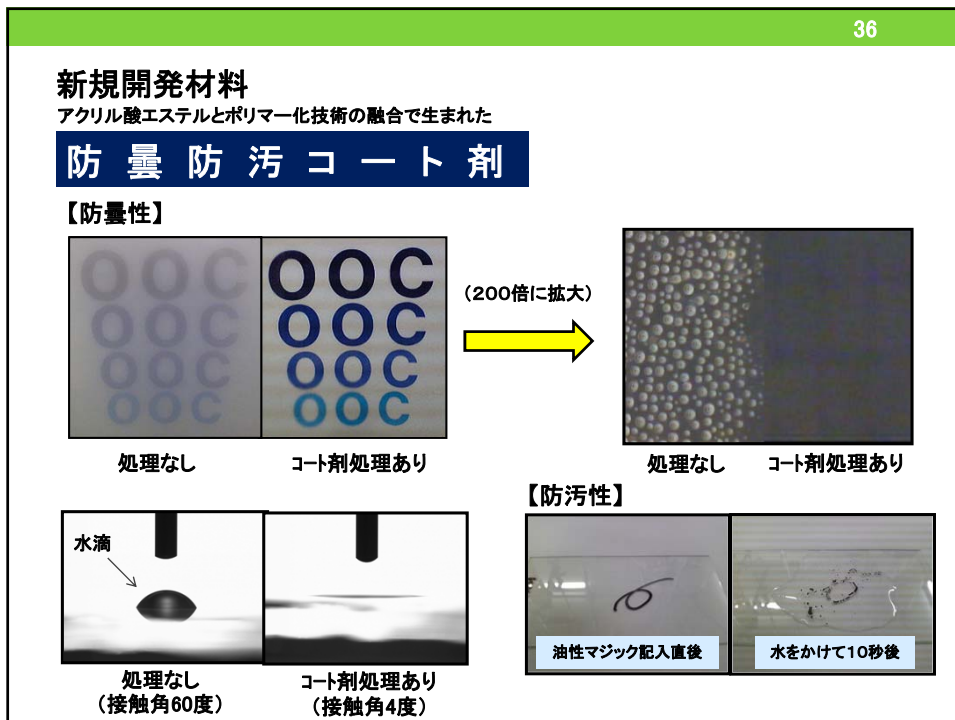 36
新規開発材料
アクリル酸エステルとポリマー化技術の融合で生まれた
防曇防汚コート剤
【防曇性】
OOC OOC
OOC OOC
OOC OOC
OOC OOC
（200倍に拡大）
処理なし コート剤処理あり
処理なし コート剤処理あり
【防汚性】
水滴
油性マジック記入直後 水をかけて10秒後
処理なし コート剤処理あり
（接触角60度） （接触角4度）